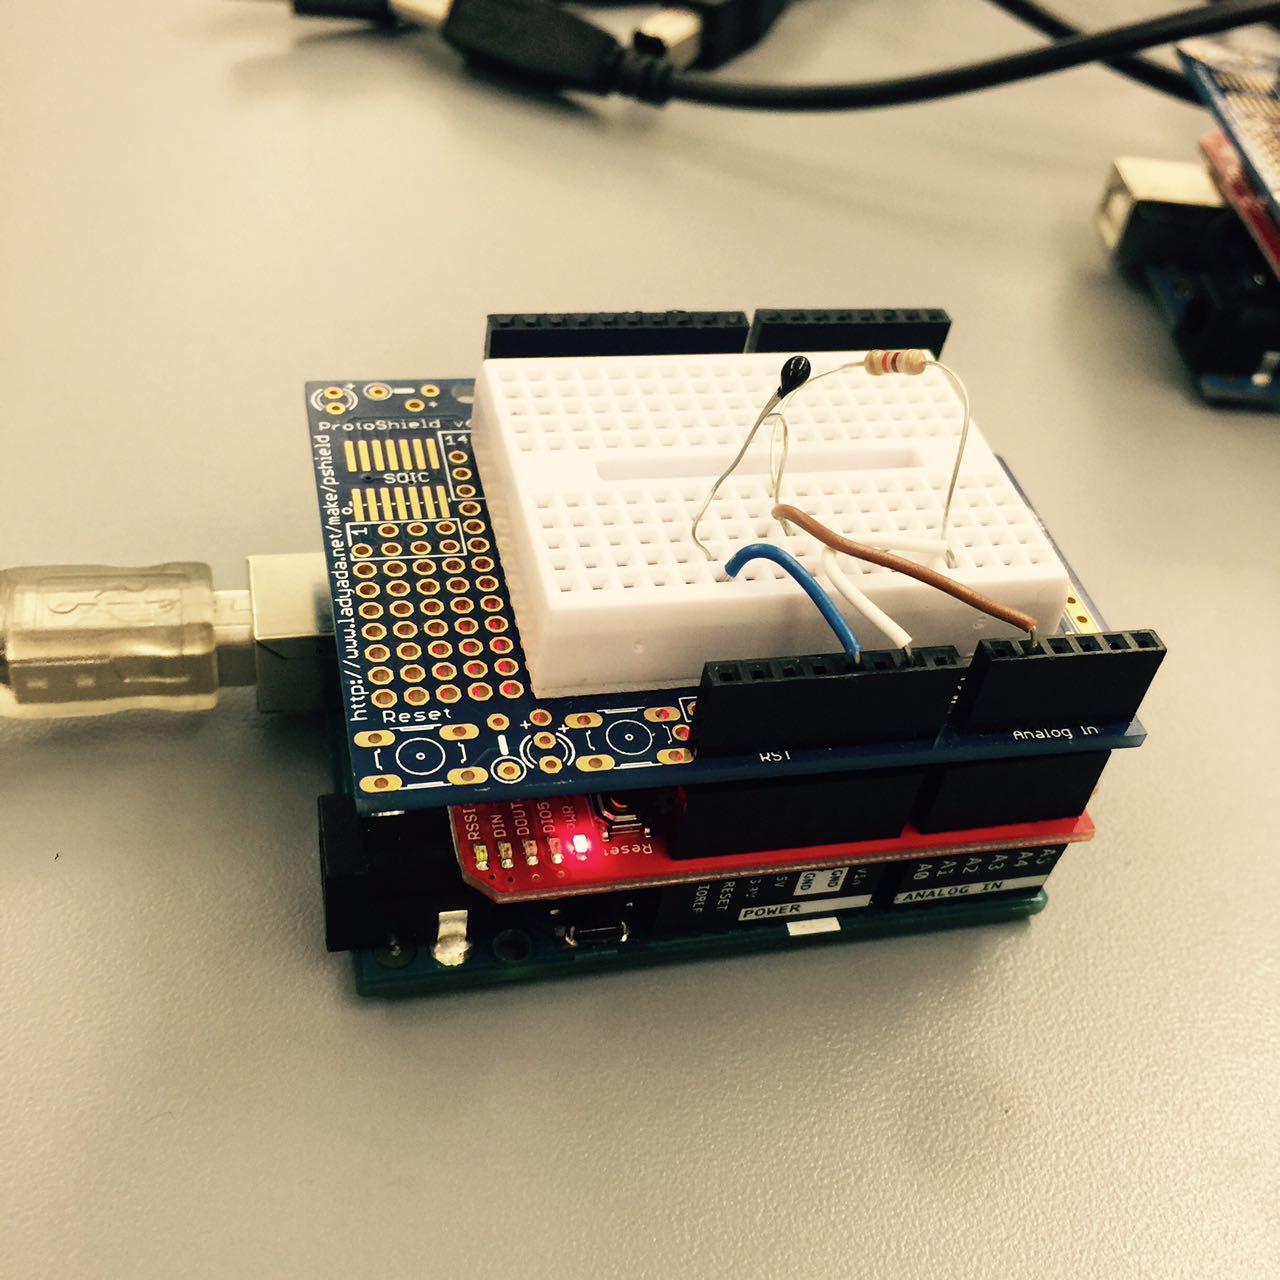 ProtoShield
14
SOIC
1
http://www.ladyada.net/make/pshield
Reset
RST
Analog In
RSSI
DIN
DOUT
DIO5
PWR
Reset
IOREF
RESET
3.3V
5V
GND
GND
Vin
POWER
A0
A1
A2
A3
A4
A5
ANALOG IN